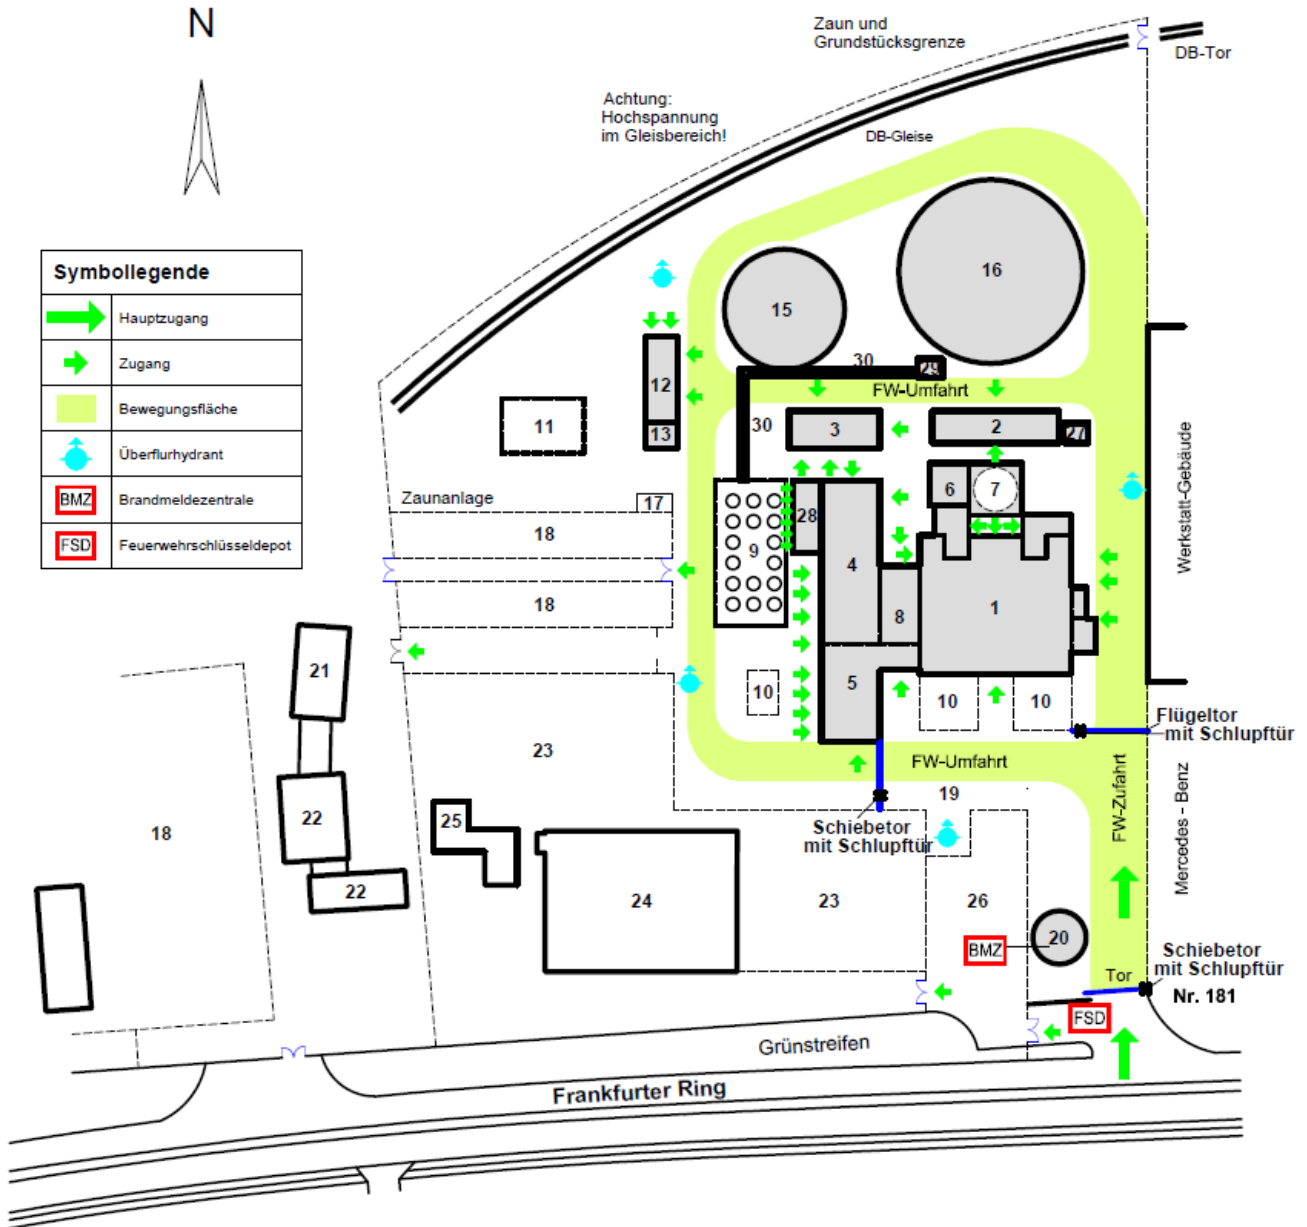 N
Zaun und
Grundstücksgrenze
DB-Tor
Achtung:
Hochspannung
im Gleisbereich!
DB-Gleise
Symbollegende
Hauptzugang
Zugang
Bewegungsfläche
Überflurhydrant
BMZ Brandmeldezentrale
FSD Feuerwehrschlüsseldepot
16
15
30
29
FW-Umfahrt
12
13
11
30
3
2
27
Werkstatt-Gebäude
Zaunanlage
17
18
18
9
28
4
6
7
8
1
5
10
10
10
21
22
22
18
23
25
24
23
Flügeltor
mit Schlupftür
FW-Umfahrt
19
Schiebetor
mit Schlupftür
FW-Zufahrt
Mercedes - Benz
26
20
BMZ
Schiebetor
mit Schlupftür
Tor
Nr. 181
FSD
Grünstreifen
Frankfurter Ring